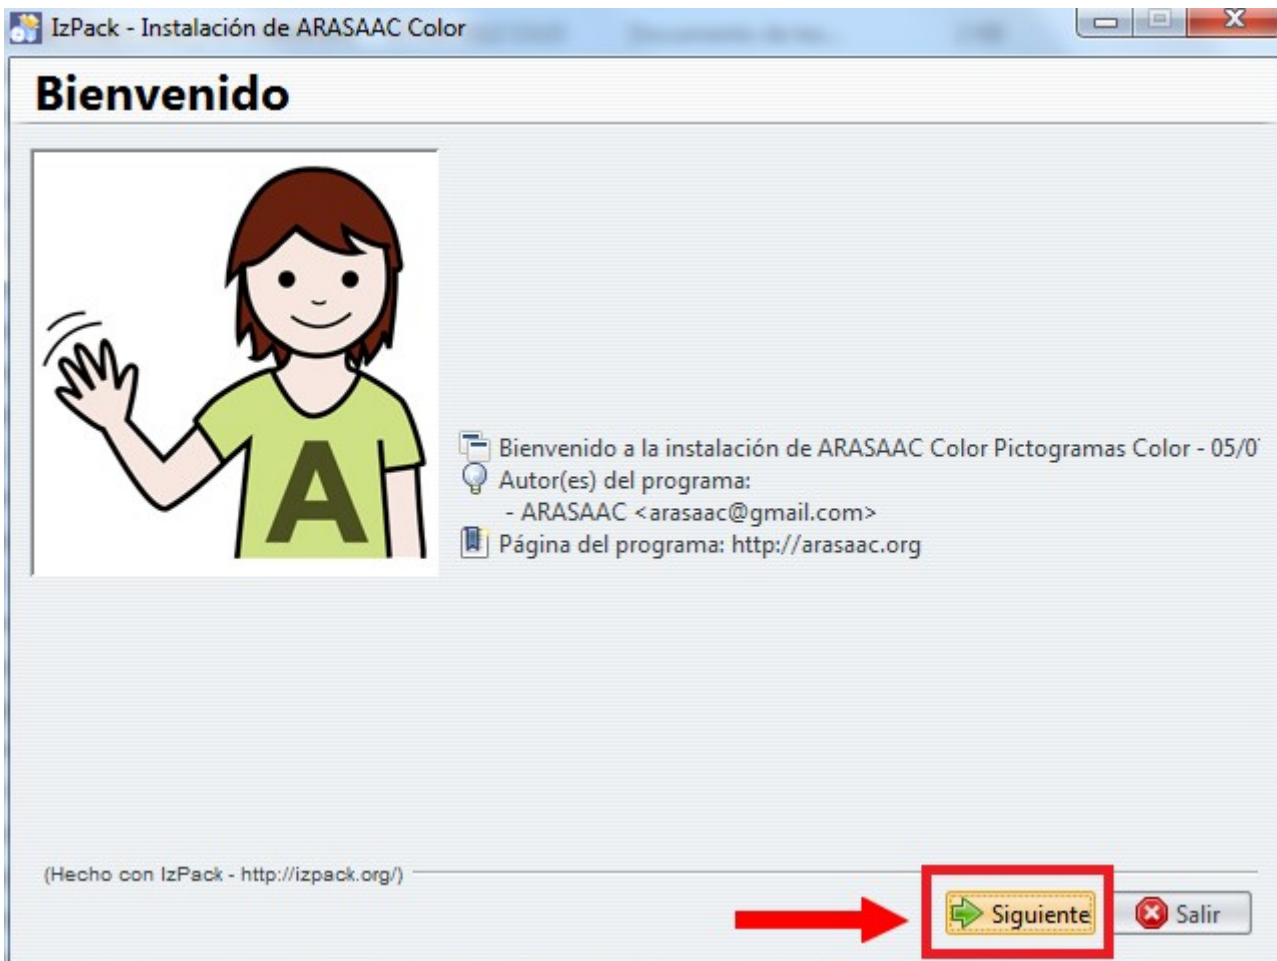 IzPack - Instalación de ARASAAC Color
Bienvenido
A
Bienvenido a la instalación de ARASAAC Color Pictogramas Color - 05/0
Autor(es) del programa:
- ARASAAC <arasaac@gmail.com>
Página del programa: http://arasaac.org
(Hecho con IzPack - http://izpack.org/)
Siguiente
Salir